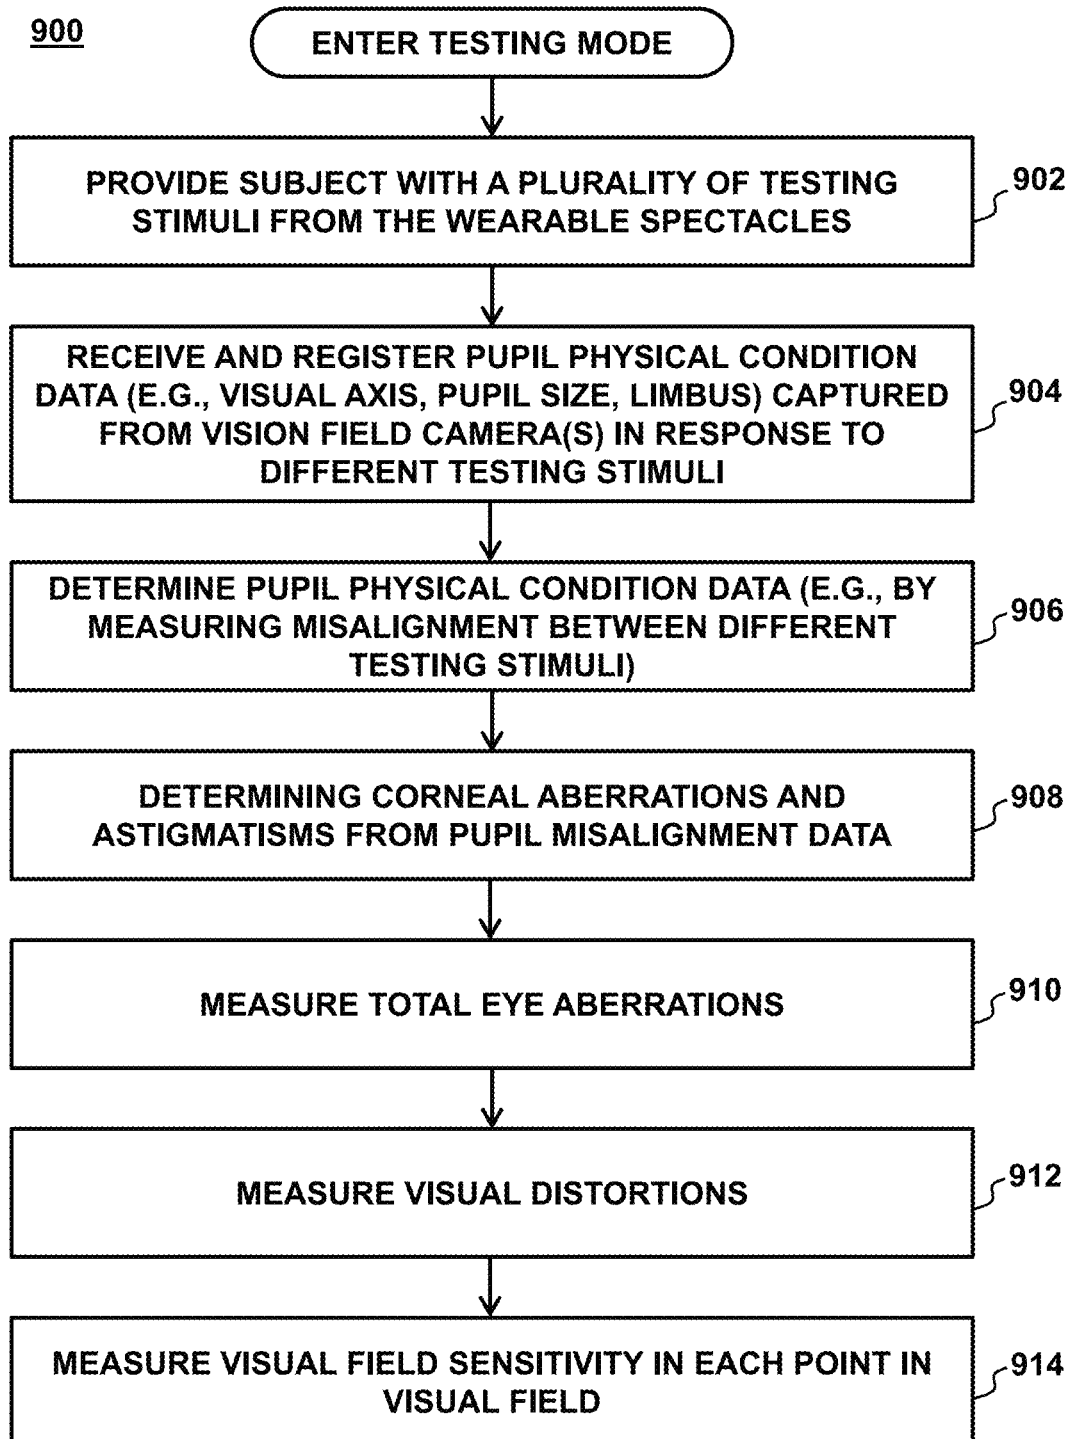 900
ENTER TESTING MODE
PROVIDE SUBJECT WITH A PLURALITY OF TESTING
STIMULI FROM THE WEARABLE SPECTACLES
902
RECEIVE AND REGISTER PUPIL PHYSICAL CONDITION
DATA (E.G., VISUAL AXIS, PUPIL SIZE, LIMBUS) CAPTURED
FROM VISION FIELD CAMERA(S) IN RESPONSE TO
DIFFERENT TESTING STIMULI
904
DETERMINE PUPIL PHYSICAL CONDITION DATA (E.G., BY
MEASURING MISALIGNMENT BETWEEN DIFFERENT
TESTING STIMULI)
906
DETERMINING CORNEAL ABERRATIONS AND
ASTIGMATISMS FROM PUPIL MISALIGNMENT DATA
908
MEASURE TOTAL EYE ABERRATIONS
910
MEASURE VISUAL DISTORTIONS
912
MEASURE VISUAL FIELD SENSITIVITY IN EACH POINT IN
VISUAL FIELD
914